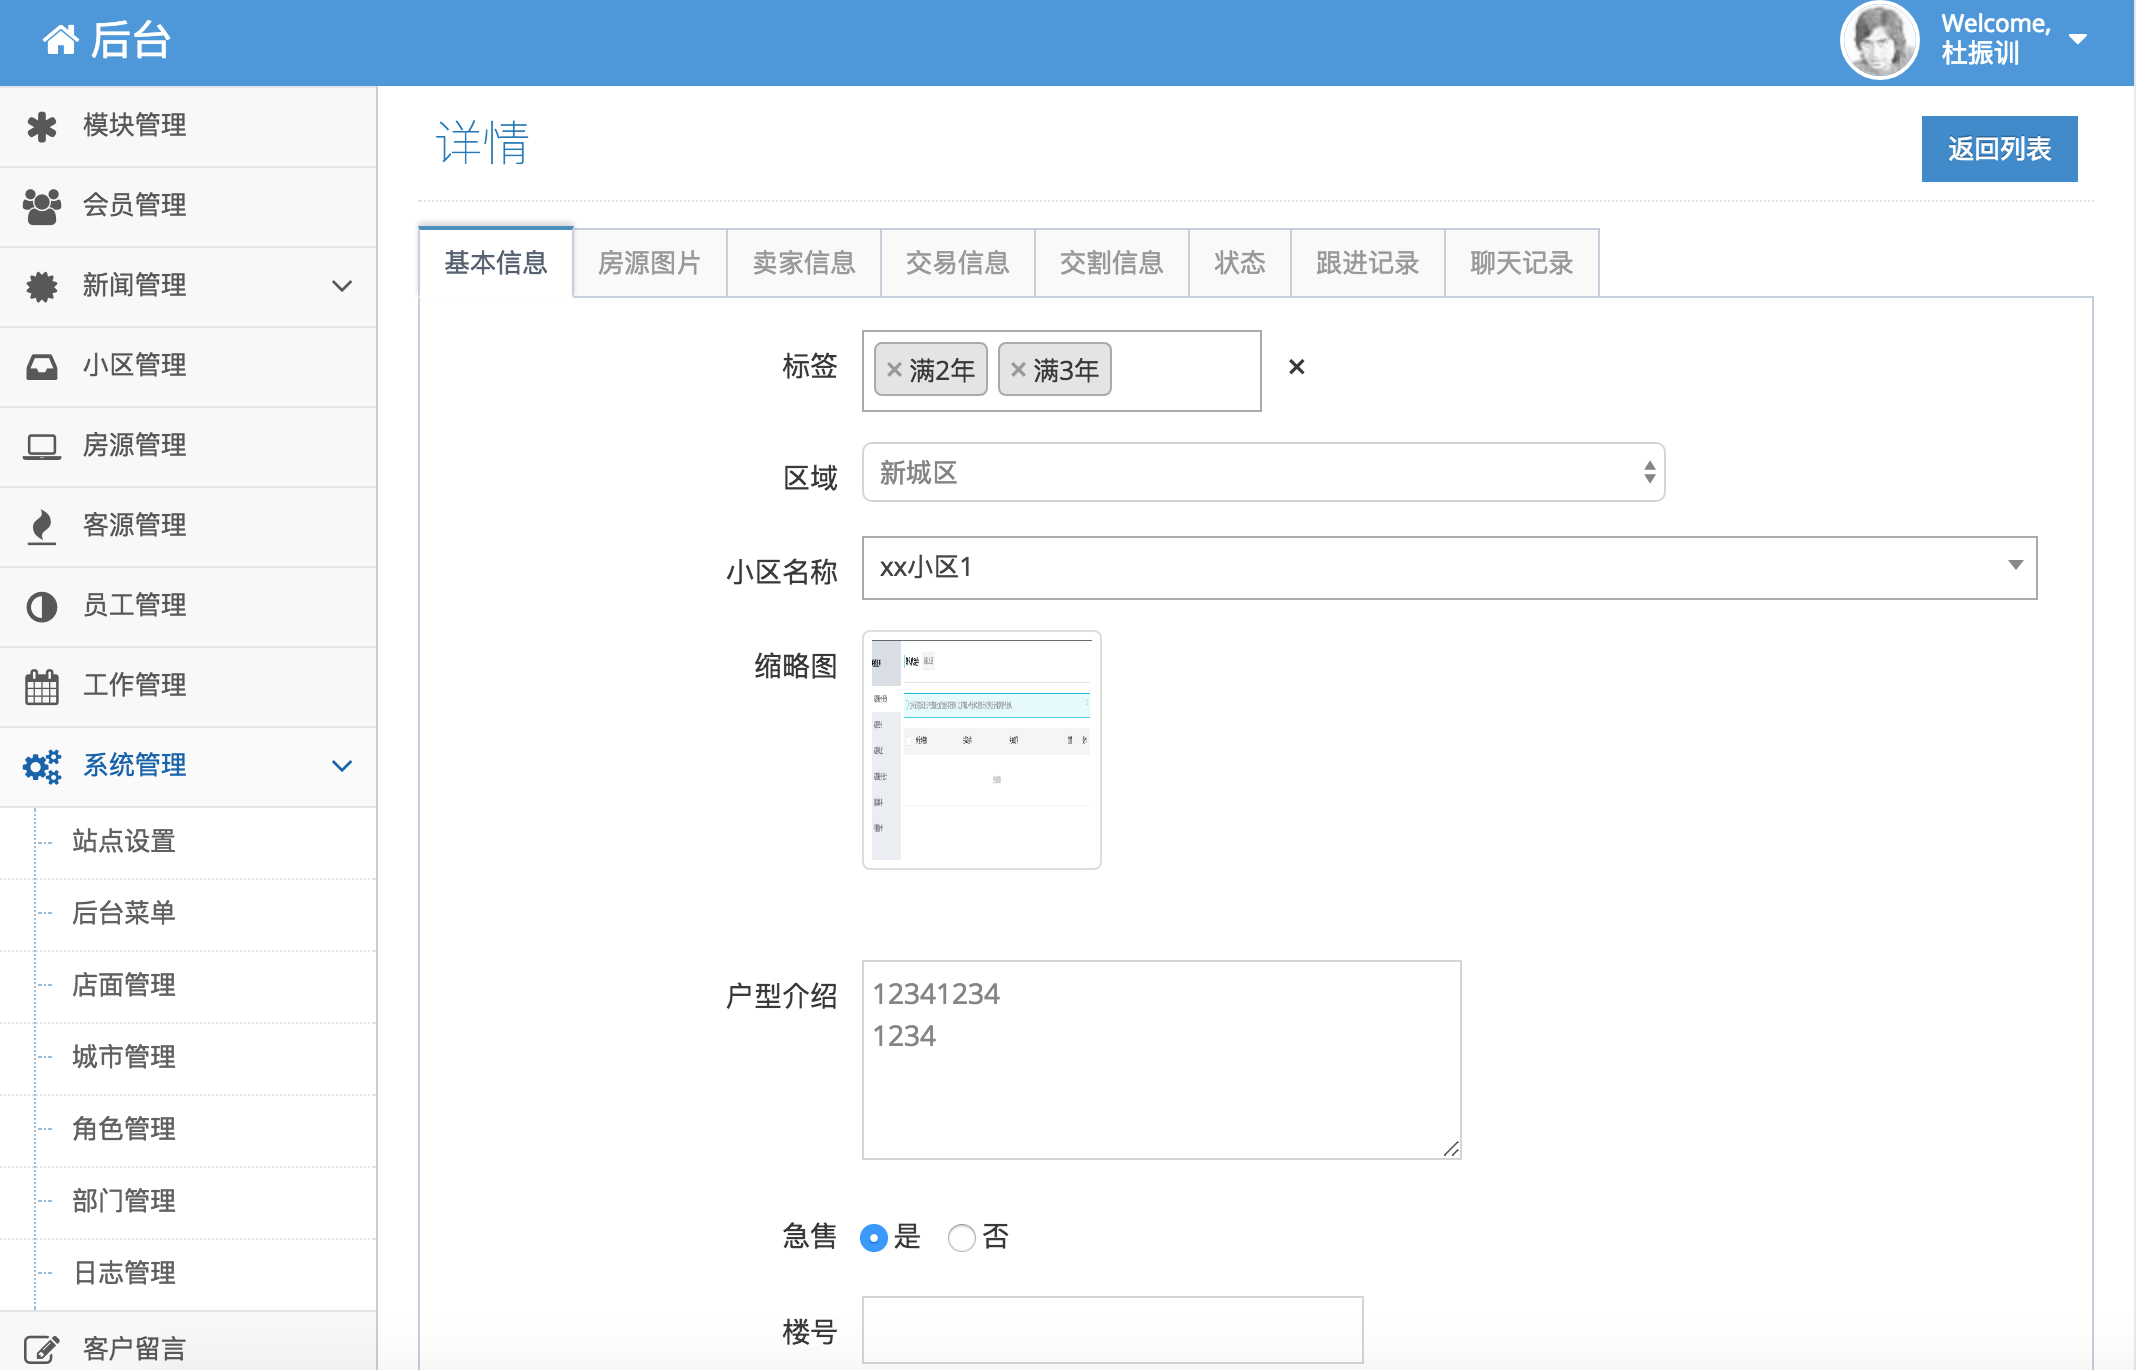 后台
Welcome,
杜振训
模块管理
会员管理
新闻管理
小区管理
房源管理
客源管理
员工管理
工作管理
系统管理
站点设置
后台菜单
店面管理
城市管理
角色管理
部门管理
日志管理
客户留言
详情
返回列表
基本信息 房源图片 卖家信息 交易信息 交割信息 状态 跟进记录 聊天记录
标签 × 满2年 × 满3年 ×
区域 新城区
小区名称 xx小区1
缩略图
户型介绍 12341234
1234
急售 是 否
楼号